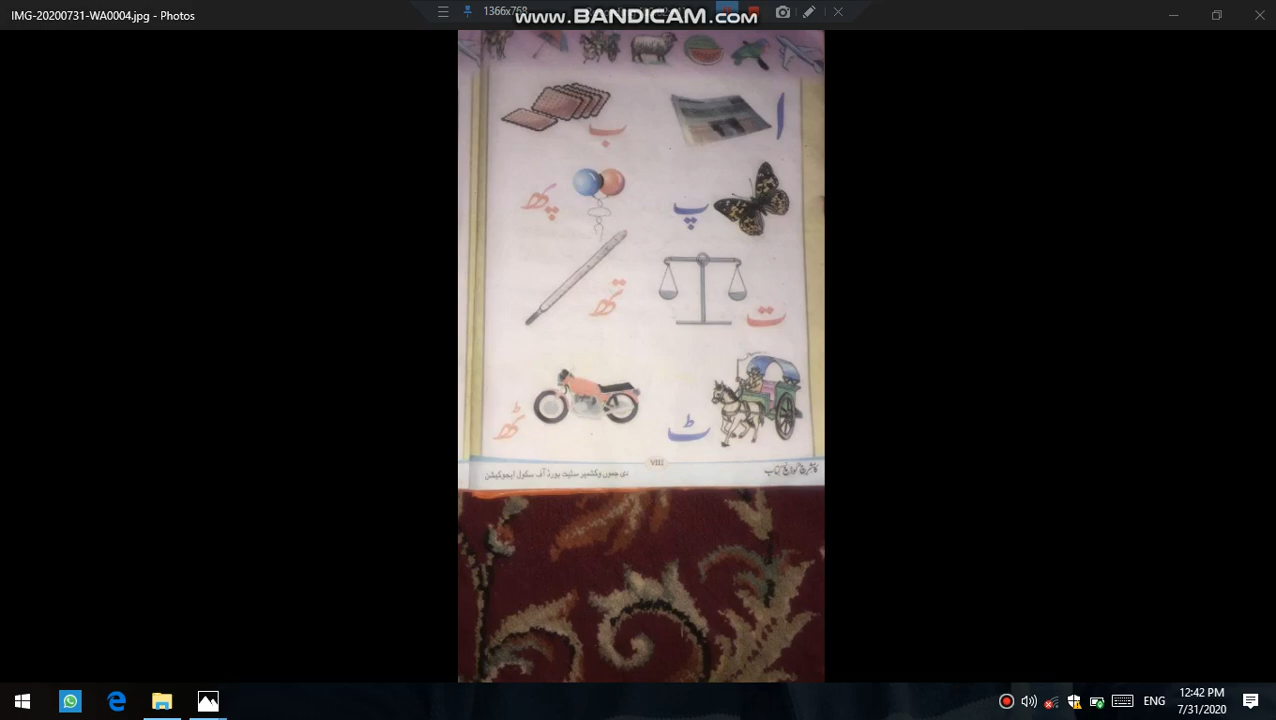 IMG-20200731-WA0004.jpg - Photos
1366x768
www.BANDICAM.com
ا
ب
پ
پھ
ت
تھ
ٹ
ٹھ
VIII
دی جموں وکشمیر سٹیٹ بورڈ آف سکول ایجوکیشن
ENG
12:42 PM
7/31/2020